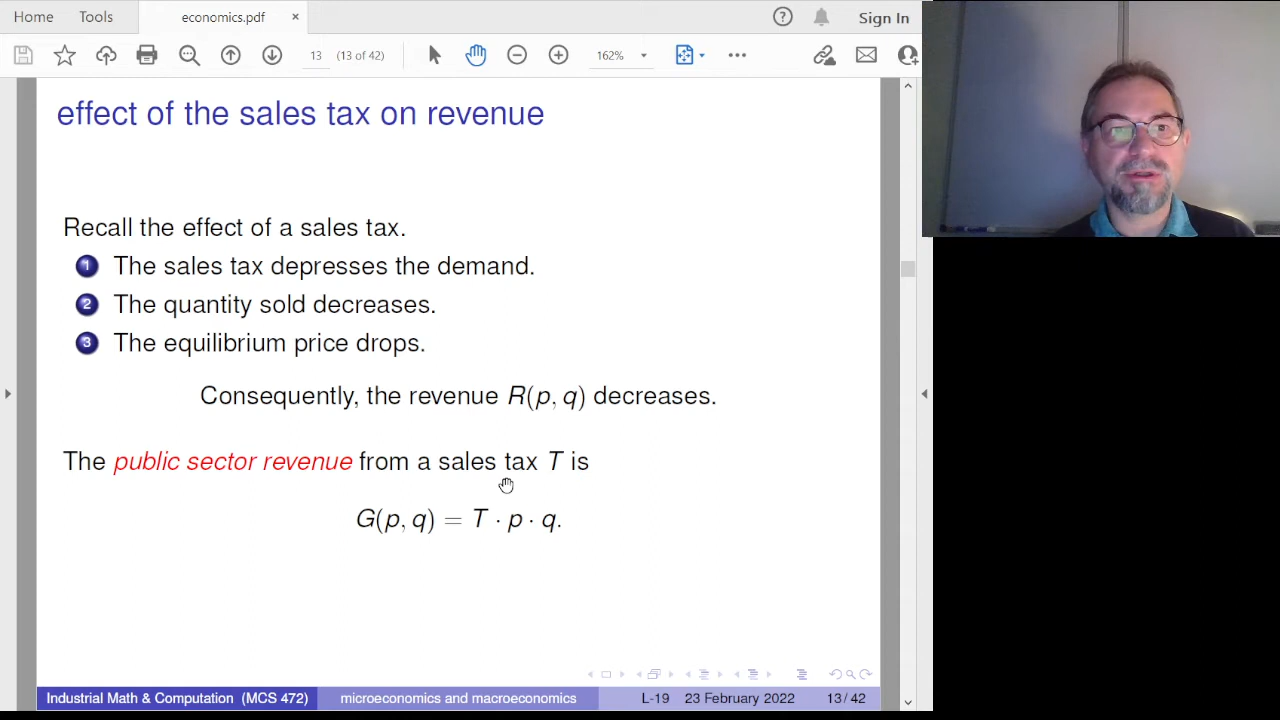 Home Tools economics.pdf × Sign In
13 (13 of 42) 162%
effect of the sales tax on revenue
Recall the effect of a sales tax.
1 The sales tax depresses the demand.
2 The quantity sold decreases.
3 The equilibrium price drops.
Consequently, the revenue R(p, q) decreases.
The public sector revenue from a sales tax T is
G(p, q) = T · p · q.
Industrial Math & Computation (MCS 472) microeconomics and macroeconomics L-19 23 February 2022 13 / 42